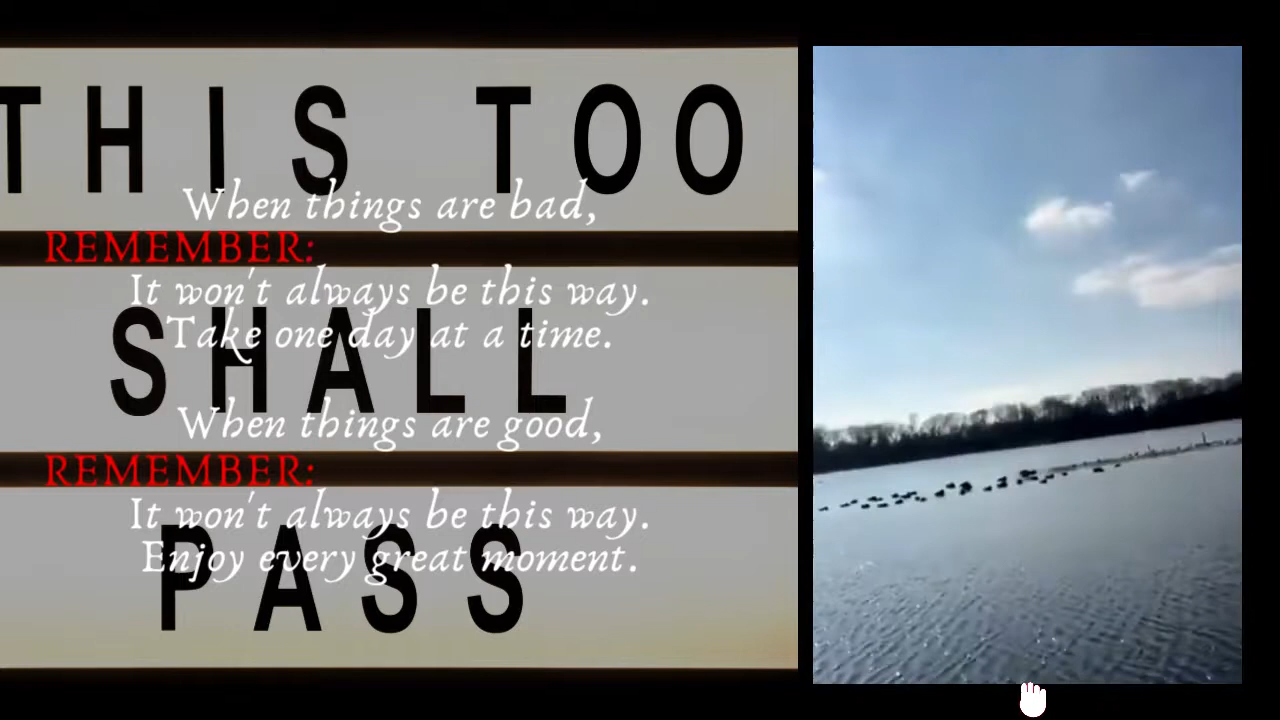 THIS TOO
When things are bad,
REMEMBER:
It won't always be this way.
SHALL
Take one day at a time.
When things are good,
REMEMBER:
It won't always be this way.
PASS
Enjoy every great moment.